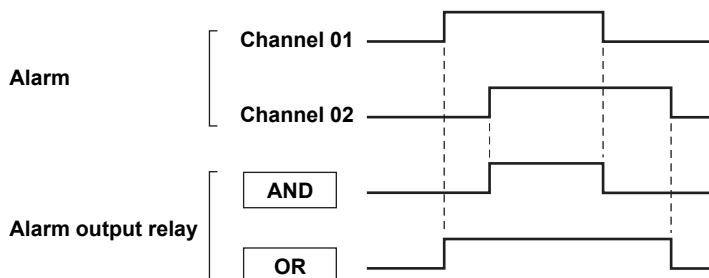 Channel 01
Alarm
Channel 02
AND
Alarm output relay
OR